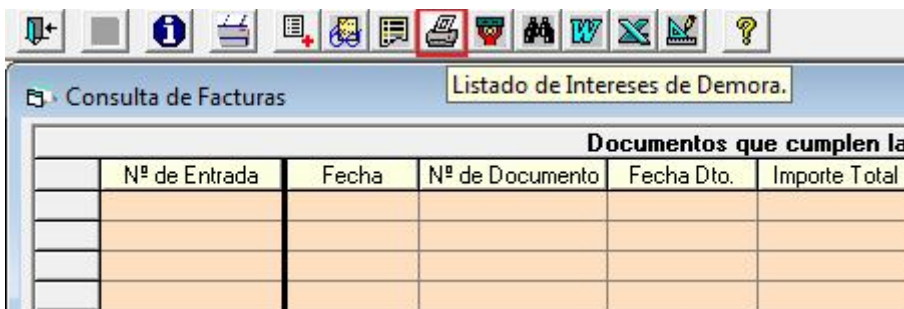 Listado de Intereses de Demora.
Consulta de Facturas
Documentos que cumplen la
Nº de Entrada Fecha Nº de Documento Fecha Dto. Importe Total